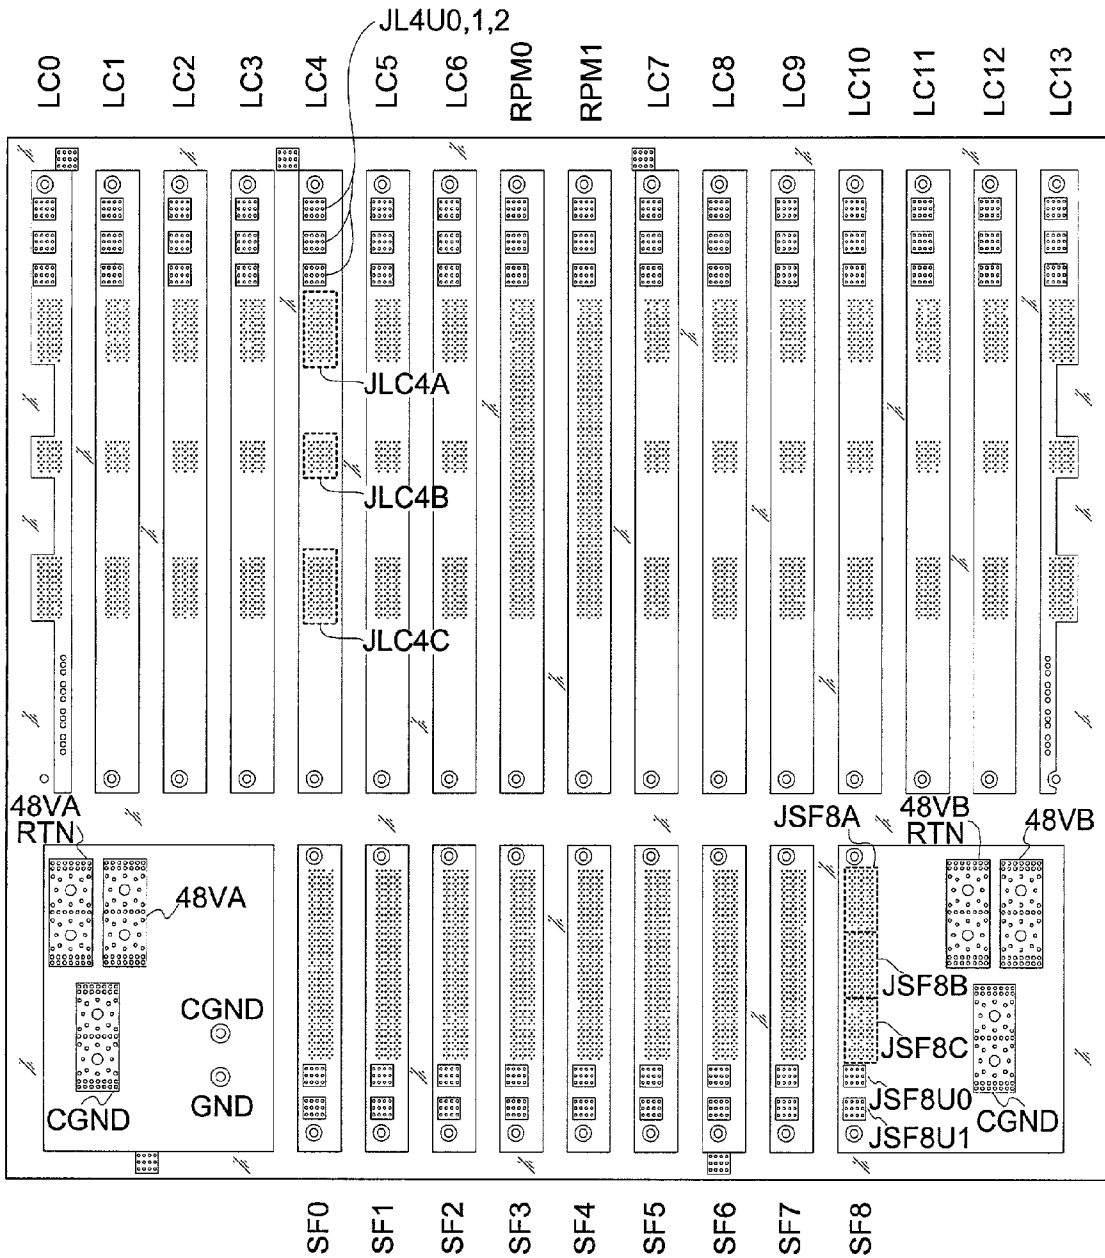 JL4U0,1,2
LC0
LC1
LC2
LC3
LC4
LC5
LC6
RPM0
RPM1
LC7
LC8
LC9
LC10
LC11
LC12
LC13
JLC4A
JLC4B
JLC4C
48VA
RTN
48VA
CGND
GND
CGND
JSF8A
48VB
RTN
48VB
JSF8B
JSF8C
JSF8U0
JSF8U1
CGND
SF0
SF1
SF2
SF3
SF4
SF5
SF6
SF7
SF8